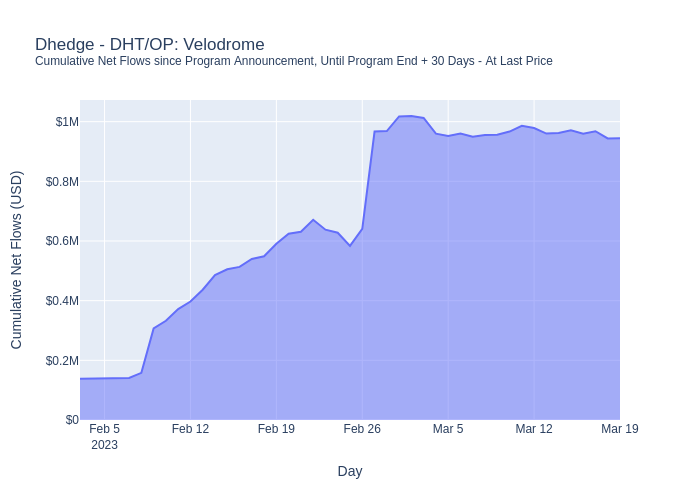 Dhedge - DHT/OP: Velodrome
Cumulative Net Flows since Program Announcement, Until Program End + 30 Days - At Last Price
Cumulative Net Flows (USD)
$1M
$0.8M
$0.6M
$0.4M
$0.2M
$0
Feb 5
2023
Feb 12
Feb 19
Feb 26
Mar 5
Mar 12
Mar 19
Day